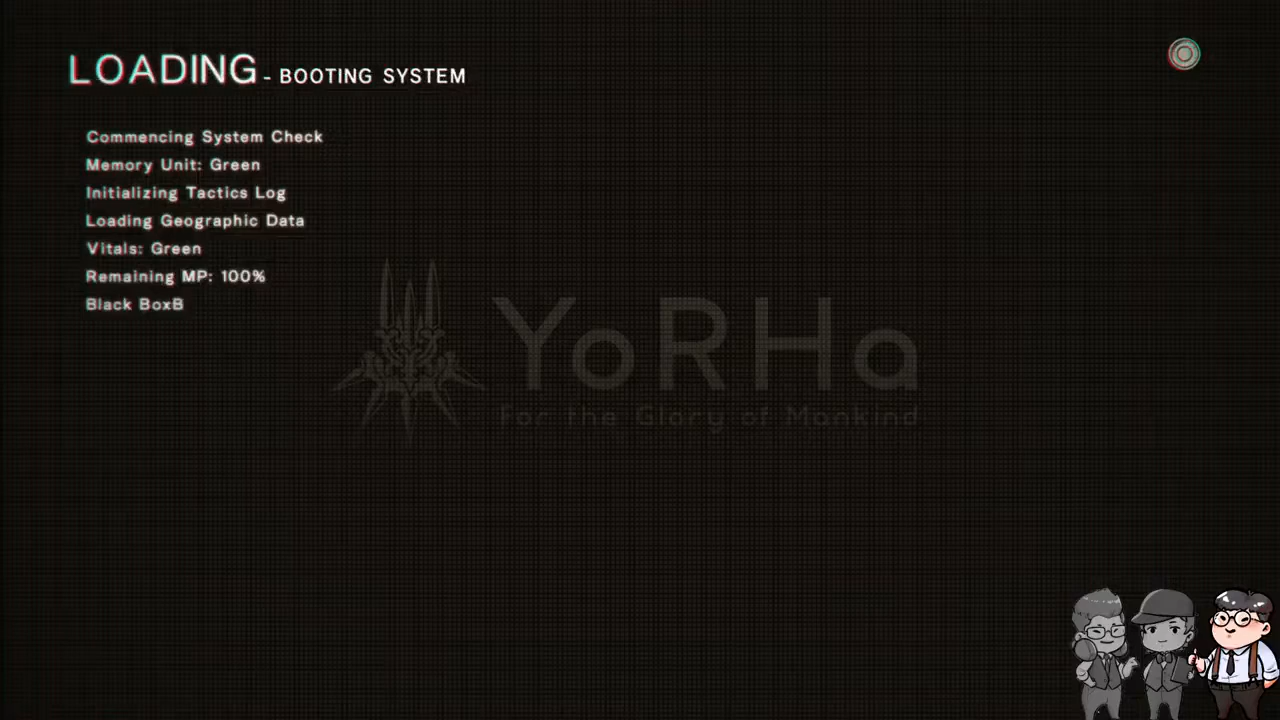 LOADING - BOOTING SYSTEM
Commencing System Check
Memory Unit: Green
Initializing Tactics Log
Loading Geographic Data
Vitals: Green
Remaining MP: 100%
Black BoxB
YoRHa
For the Glory of Mankind